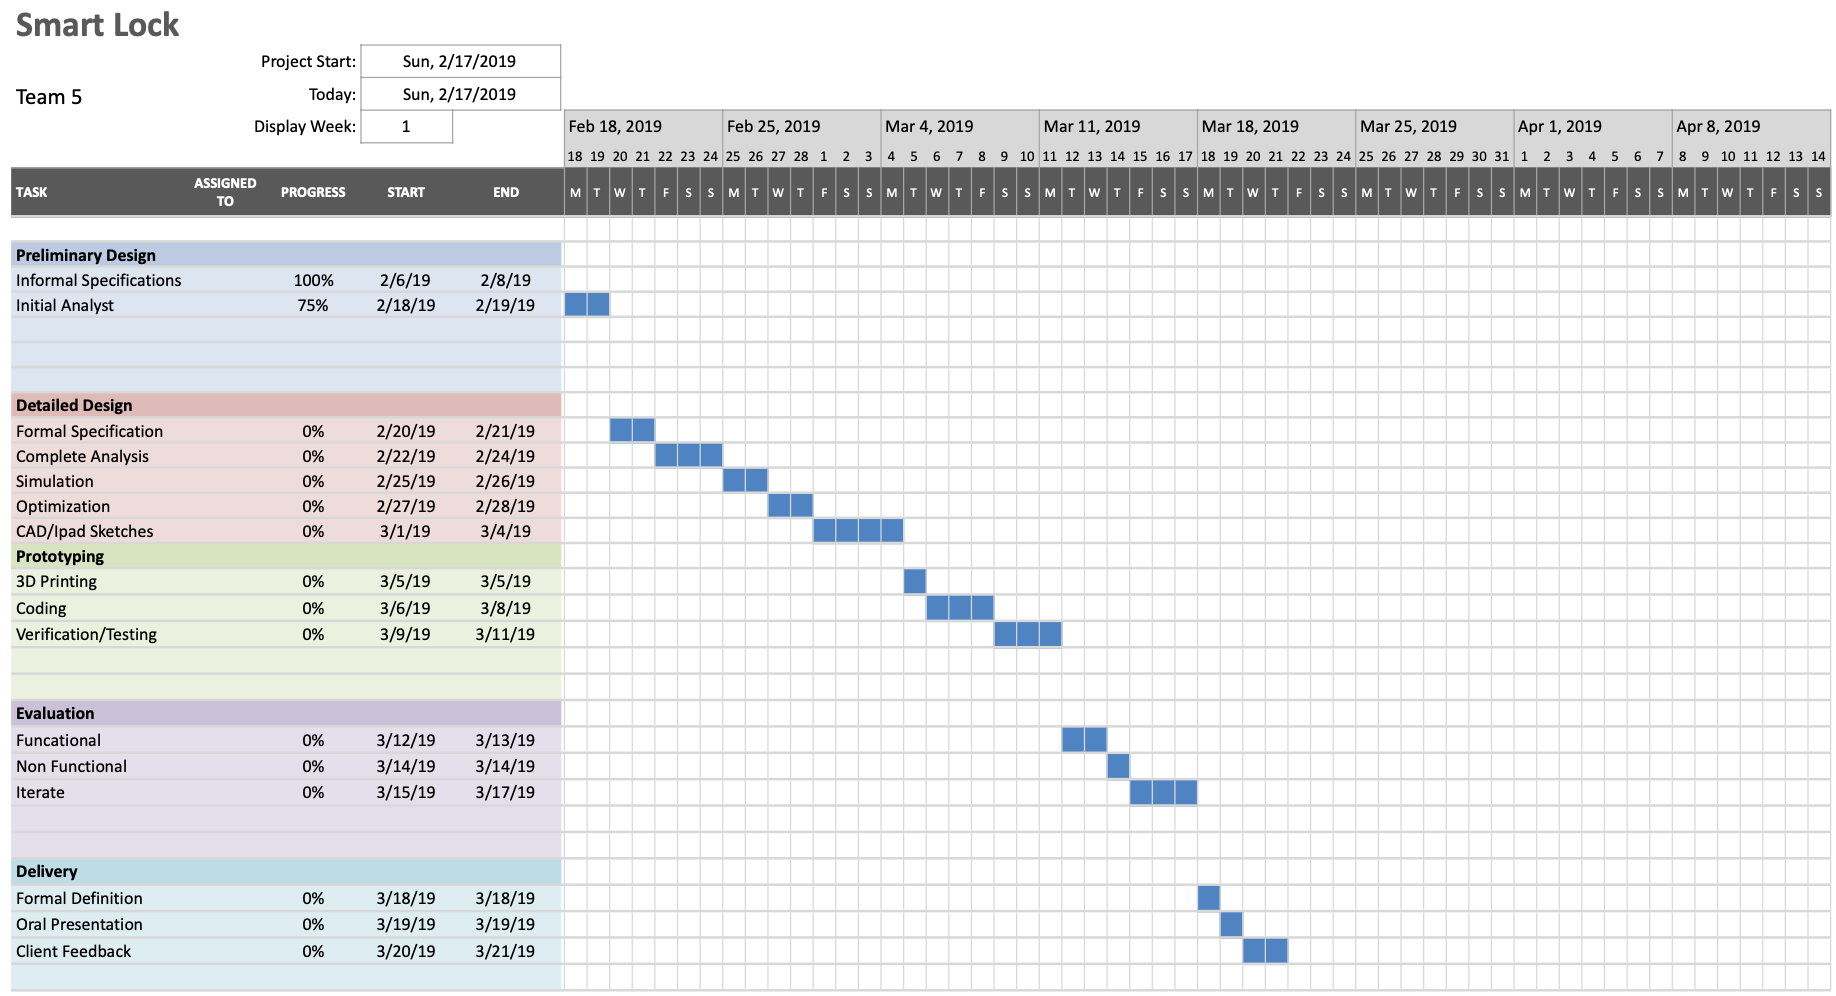 Smart Lock
Project Start: Sun, 2/17/2019
Team 5 Today: Sun, 2/17/2019
Display Week: 1
Feb 18, 2019 Feb 25, 2019 Mar 4, 2019 Mar 11, 2019 Mar 18, 2019 Mar 25, 2019 Apr 1, 2019 Apr 8, 2019
18 19 20 21 22 23 24 25 26 27 28 1 2 3 4 5 6 7 8 9 10 11 12 13 14 15 16 17 18 19 20 21 22 23 24 25 26 27 28 29 30 31 1 2 3 4 5 6 7 8 9 10 11 12 13 14
TASK ASSIGNED TO PROGRESS START END M T W T F S S M T W T F S S M T W T F S S M T W T F S S M T W T F S S M T W T F S S M T W T F S S M T W T F S S
Preliminary Design
Informal Specifications 100% 2/6/19 2/8/19
Initial Analyst 75% 2/18/19 2/19/19
Detailed Design
Formal Specification 0% 2/20/19 2/21/19
Complete Analysis 0% 2/22/19 2/24/19
Simulation 0% 2/25/19 2/26/19
Optimization 0% 2/27/19 2/28/19
CAD/Ipad Sketches 0% 3/1/19 3/4/19
Prototyping
3D Printing 0% 3/5/19 3/5/19
Coding 0% 3/6/19 3/8/19
Verification/Testing 0% 3/9/19 3/11/19
Evaluation
Funcational 0% 3/12/19 3/13/19
Non Functional 0% 3/14/19 3/14/19
Iterate 0% 3/15/19 3/17/19
Delivery
Formal Definition 0% 3/18/19 3/18/19
Oral Presentation 0% 3/19/19 3/19/19
Client Feedback 0% 3/20/19 3/21/19